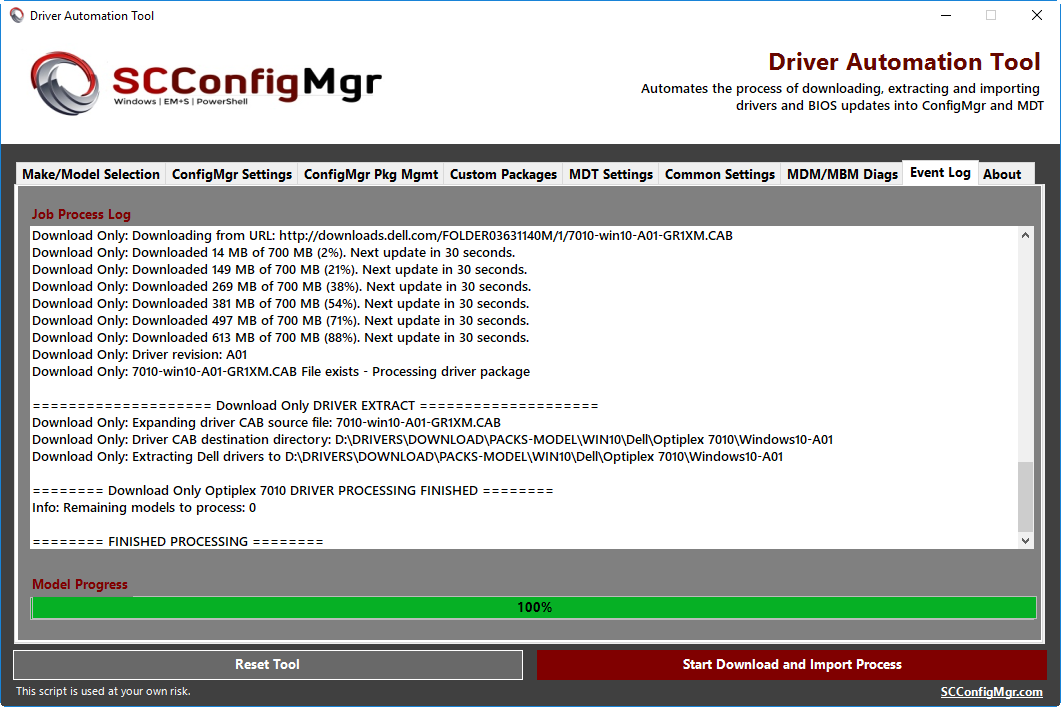 Driver Automation Tool
SCConfigMgr
Windows | EM+S | PowerShell
Driver Automation Tool
Automates the process of downloading, extracting and importing
drivers and BIOS updates into ConfigMgr and MDT
Make/Model Selection ConfigMgr Settings ConfigMgr Pkg Mgmt Custom Packages MDT Settings Common Settings MDM/MBM Diags Event Log About
Job Process Log
Download Only: Downloading from URL: http://downloads.dell.com/FOLDER03631140M/1/7010-win10-A01-GR1XM.CAB
Download Only: Downloaded 14 MB of 700 MB (2%). Next update in 30 seconds.
Download Only: Downloaded 149 MB of 700 MB (21%). Next update in 30 seconds.
Download Only: Downloaded 269 MB of 700 MB (38%). Next update in 30 seconds.
Download Only: Downloaded 381 MB of 700 MB (54%). Next update in 30 seconds.
Download Only: Downloaded 497 MB of 700 MB (71%). Next update in 30 seconds.
Download Only: Downloaded 613 MB of 700 MB (88%). Next update in 30 seconds.
Download Only: Driver revision: A01
Download Only: 7010-win10-A01-GR1XM.CAB File exists - Processing driver package
==================== Download Only DRIVER EXTRACT ====================
Download Only: Expanding driver CAB source file: 7010-win10-A01-GR1XM.CAB
Download Only: Driver CAB destination directory: D:\DRIVERS\DOWNLOAD\PACKS-MODEL\WIN10\Dell\Optiplex 7010\Windows10-A01
Download Only: Extracting Dell drivers to D:\DRIVERS\DOWNLOAD\PACKS-MODEL\WIN10\Dell\Optiplex 7010\Windows10-A01
======== Download Only Optiplex 7010 DRIVER PROCESSING FINISHED ========
Info: Remaining models to process: 0
======== FINISHED PROCESSING ========
Model Progress
100%
Reset Tool
Start Download and Import Process
This script is used at your own risk.
SCConfigMgr.com